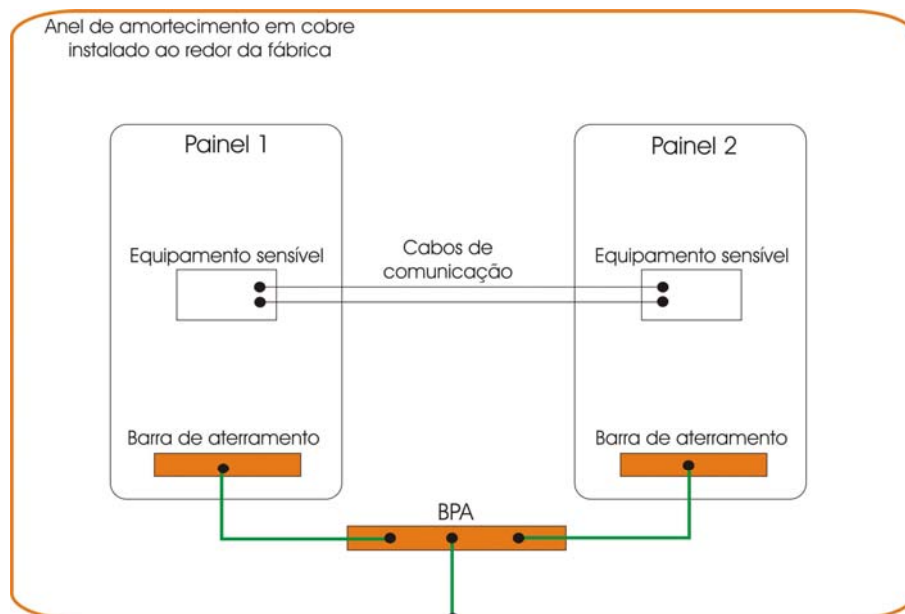 Anel de amortecimento em cobre
instalado ao redor da fábrica
Painel 1
Painel 2
Equipamento sensível
Cabos de
comunicação
Equipamento sensível
Barra de aterramento
Barra de aterramento
BPA